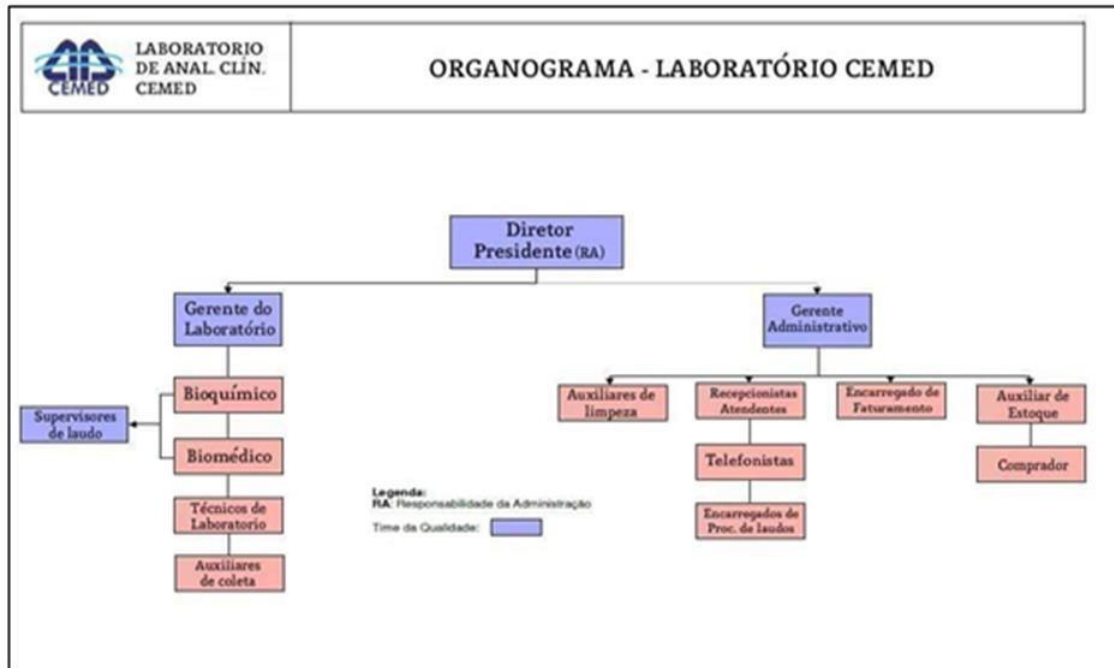 CEMED
LABORATORIO
DE ANAL. CLÍN.
CEMED
ORGANOGRAMA - LABORATÓRIO CEMED
Diretor
Presidente (RA)
Gerente do
Laboratório
Gerente
Administrativo
Bioquímico
Supervisores
de laudo
Biomédico
Técnicos de
Laboratorio
Auxiliares
de coleta
Auxiliares de
limpeza
Recepcionistas
Atendentes
Encarregado de
Faturamento
Auxiliar de
Estoque
Telefonistas
Comprador
Encarregados de
Proc. de laudos
Legenda:
RA: Responsabilidade da Administração
Time da Qualidade: